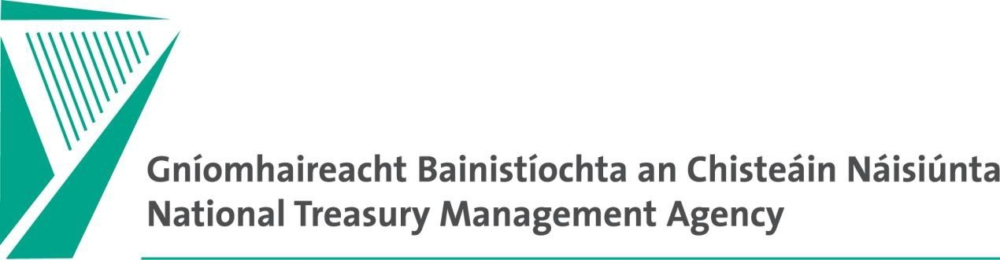 Gníomhaireacht Bainistíochta an Chisteáin Náisiúnta
National Treasury Management Agency